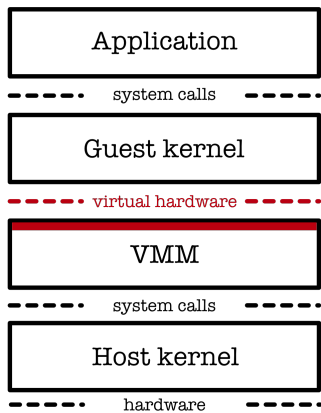 Application
system calls
Guest kernel
virtual hardware
VMM
system calls
Host kernel
hardware